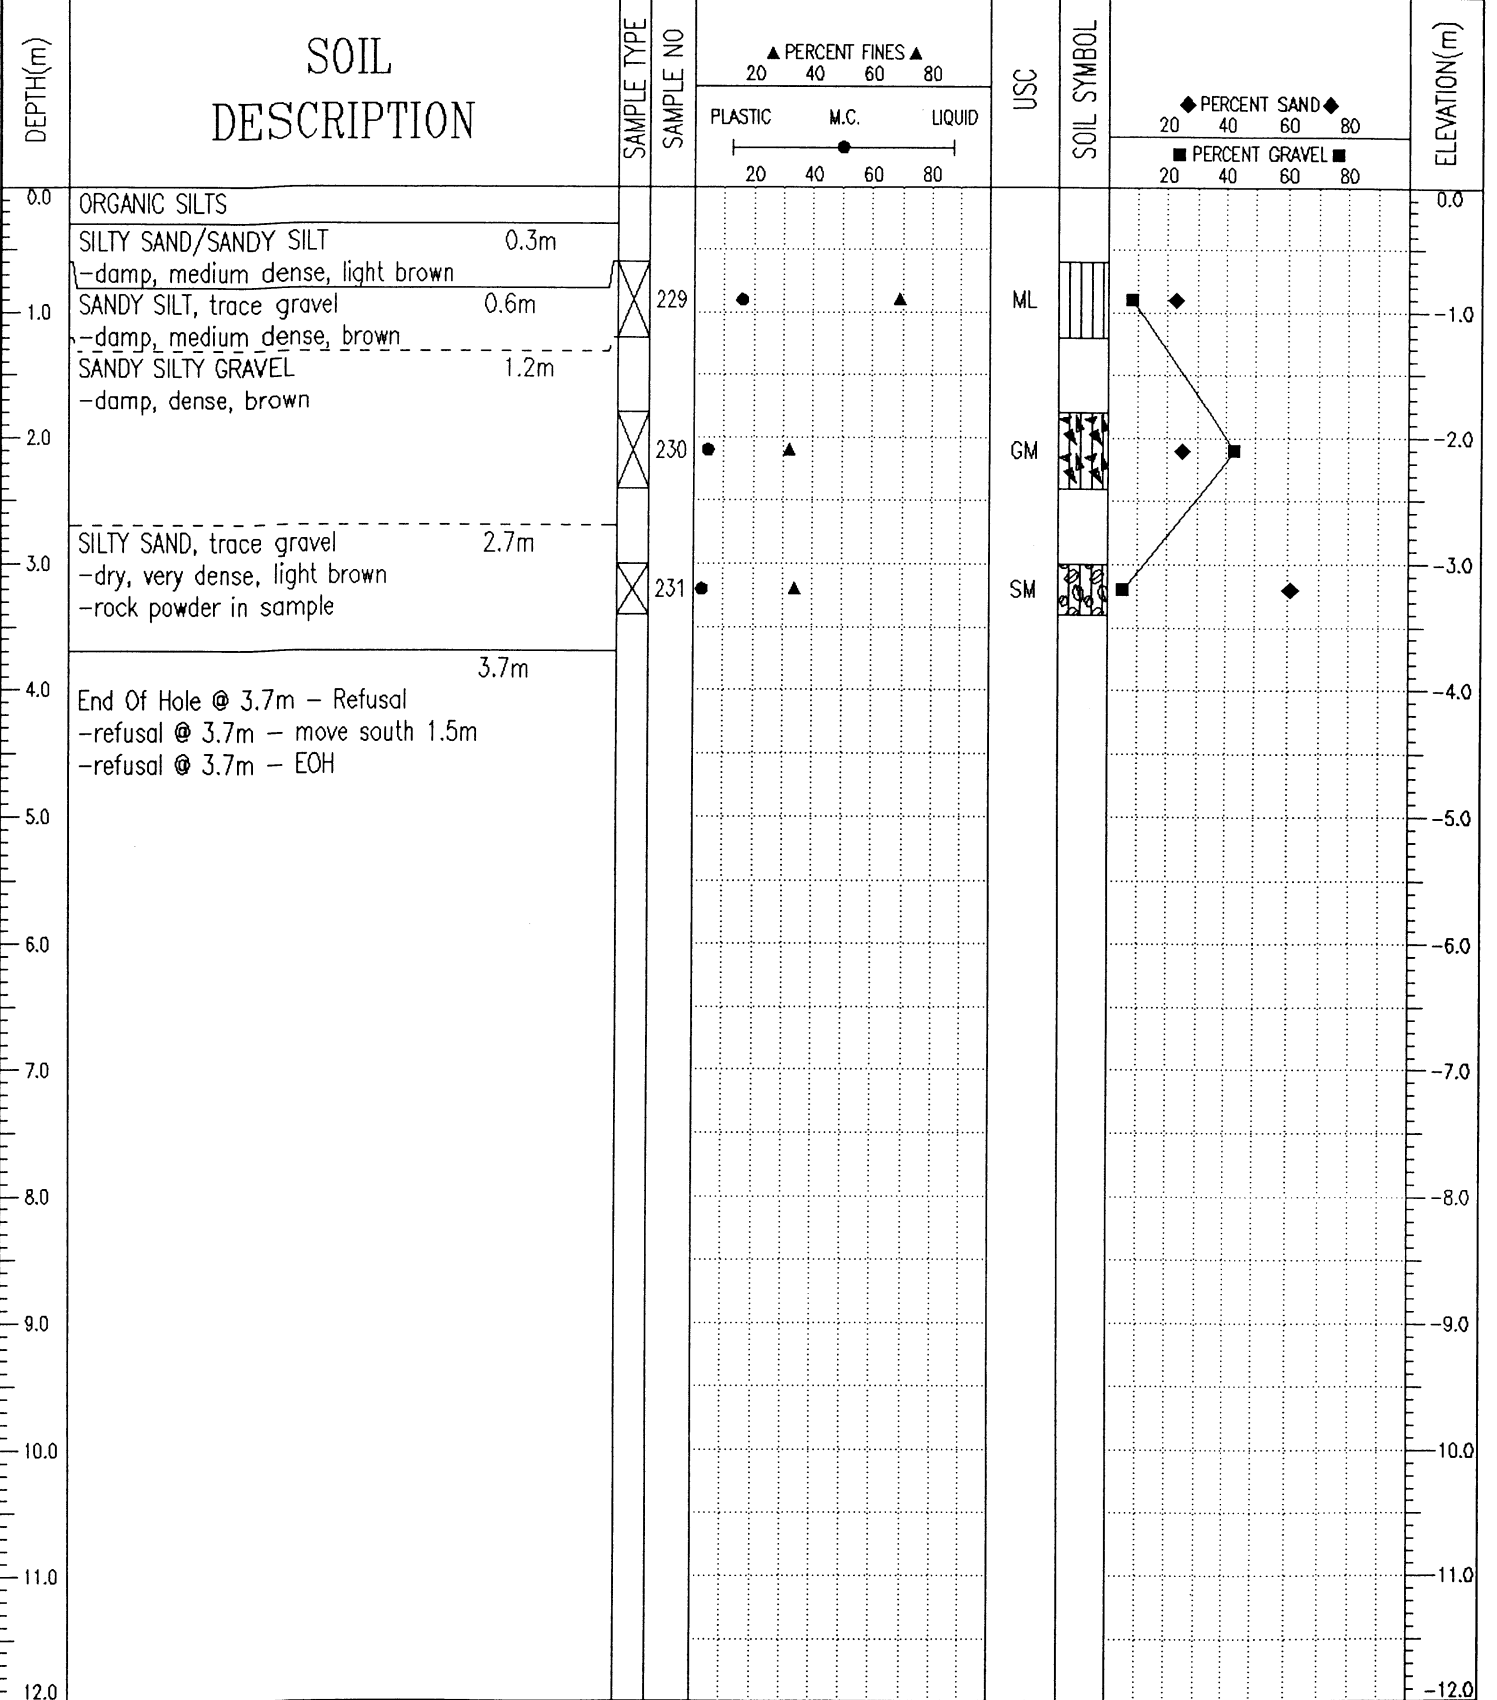 DEPTH(m)
SOIL
DESCRIPTION
SAMPLE TYPE
SAMPLE NO
▲ PERCENT FINES ▲
20 40 60 80
PLASTIC M.C. LIQUID
20 40 60 80
USC
SOIL SYMBOL
◆ PERCENT SAND ◆
20 40 60 80
■ PERCENT GRAVEL ■
20 40 60 80
ELEVATION(m)
0.0
ORGANIC SILTS
0.0
SILTY SAND/SANDY SILT 0.3m
-damp, medium dense, light brown
1.0
SANDY SILT, trace gravel 0.6m
229
ML
-1.0
-damp, medium dense, brown
SANDY SILTY GRAVEL 1.2m
-damp, dense, brown
2.0
230
GM
-2.0
SILTY SAND, trace gravel 2.7m
3.0
-dry, very dense, light brown
231
SM
-3.0
-rock powder in sample
3.7m
4.0
End Of Hole @ 3.7m - Refusal
-4.0
-refusal @ 3.7m - move south 1.5m
-refusal @ 3.7m - EOH
5.0
-5.0
6.0
-6.0
7.0
-7.0
8.0
-8.0
9.0
-9.0
10.0
-10.0
11.0
-11.0
12.0
-12.0